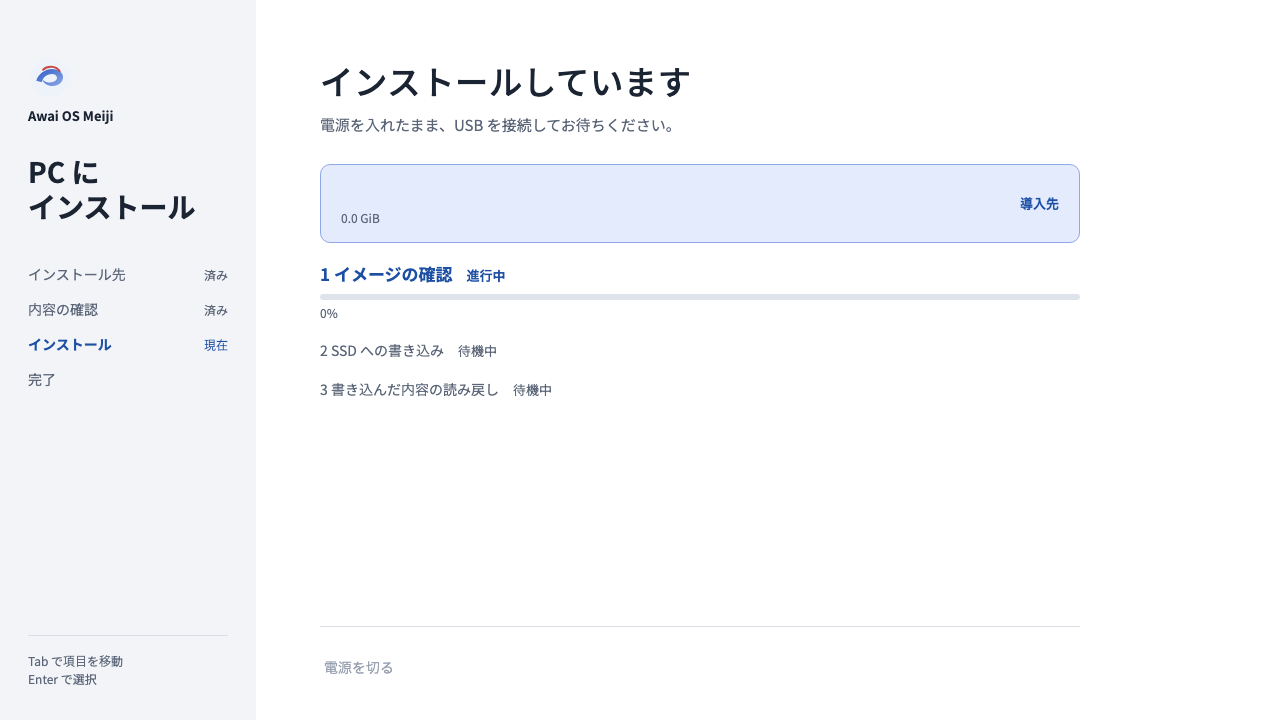 Awai OS Meiji
PC に
インストール
インストール先 済み
内容の確認 済み
インストール 現在
完了
Tab で項目を移動
Enter で選択
インストールしています
電源を入れたまま、USB を接続してお待ちください。
導入先
0.0 GiB
1 イメージの確認 進行中
0%
2 SSD への書き込み 待機中
3 書き込んだ内容の読み戻し 待機中
電源を切る